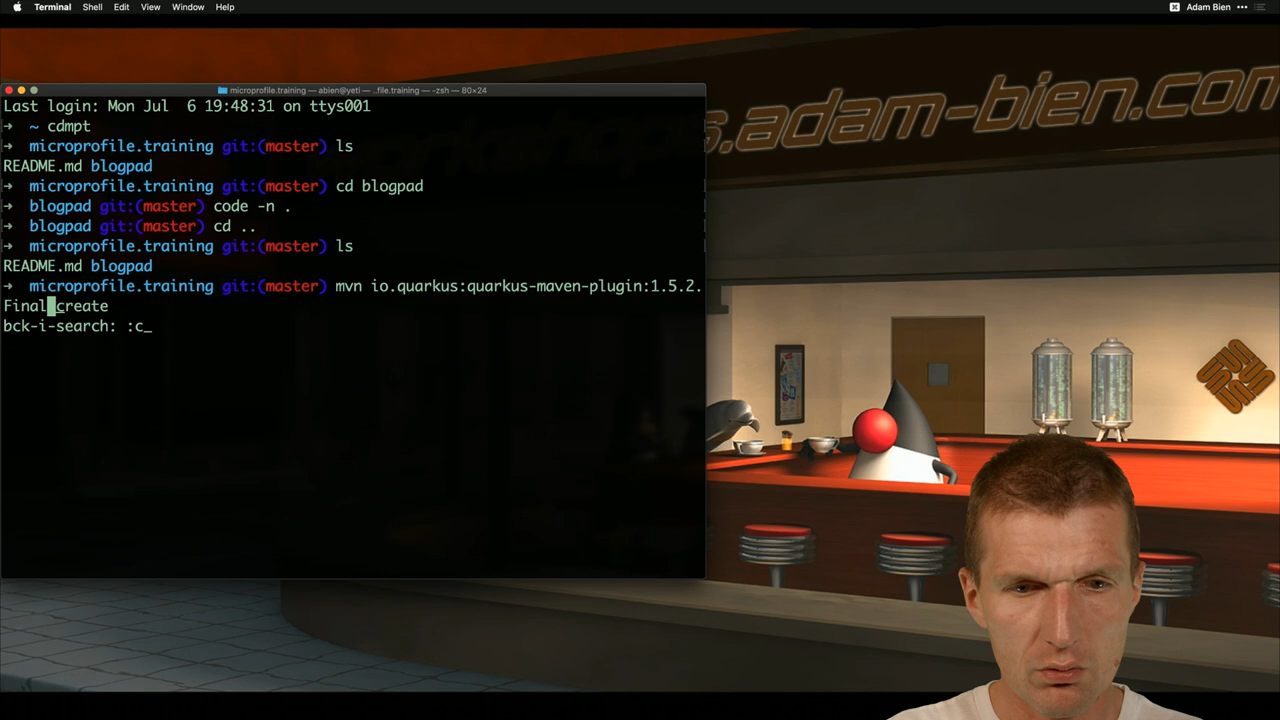 Terminal Shell Edit View Window Help Adam Bien
microprofile.training — abien@yeti — ..file.training — -zsh — 80×24
Last login: Mon Jul 6 19:48:31 on ttys001
➜ ~ cdmpt
➜ microprofile.training git:(master) ls
README.md blogpad
➜ microprofile.training git:(master) cd blogpad
➜ blogpad git:(master) code -n .
➜ blogpad git:(master) cd ..
➜ microprofile.training git:(master) ls
README.md blogpad
➜ microprofile.training git:(master) mvn io.quarkus:quarkus-maven-plugin:1.5.2.
Final:create
bck-i-search: :c_
s.adam-bien.com